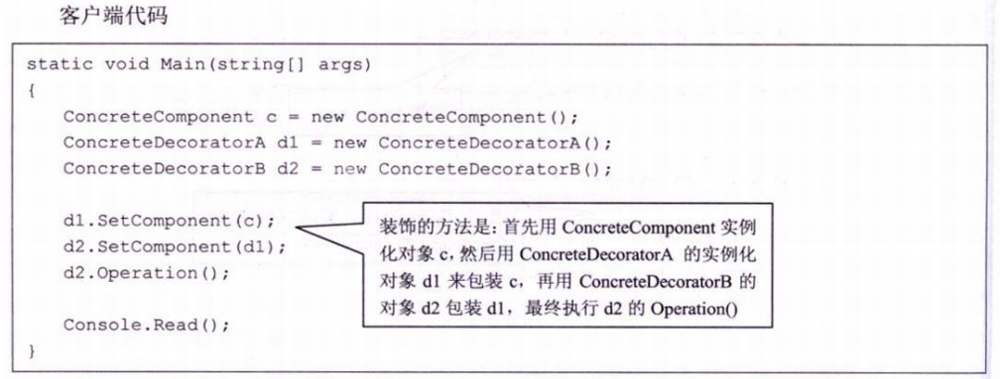 客户端代码
static void Main(string[] args)
{
ConcreteComponent c = new ConcreteComponent();
ConcreteDecoratorA d1 = new ConcreteDecoratorA();
ConcreteDecoratorB d2 = new ConcreteDecoratorB();
d1.SetComponent(c);
d2.SetComponent(d1);
d2.Operation();
Console.Read();
}
装饰的方法是：首先用 ConcreteComponent 实例
化对象 c，然后用 ConcreteDecoratorA 的实例化
对象 d1 来包装 c，再用 ConcreteDecoratorB 的
对象 d2 包装 d1，最终执行 d2 的 Operation()